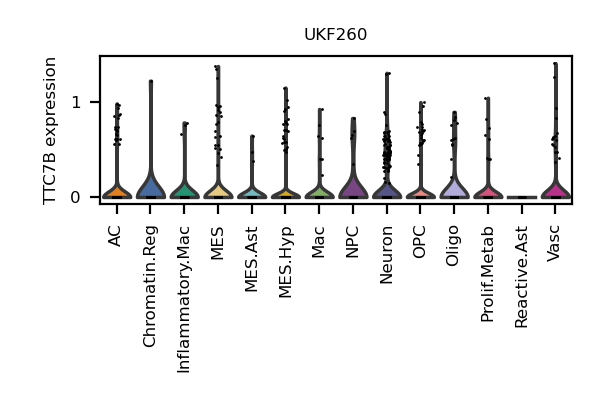 UKF260
TTC7B expression
1
0
AC
Chromatin.Reg
Inflammatory.Mac
MES
MES.Ast
MES.Hyp
Mac
NPC
Neuron
OPC
Oligo
Prolif.Metab
Reactive.Ast
Vasc